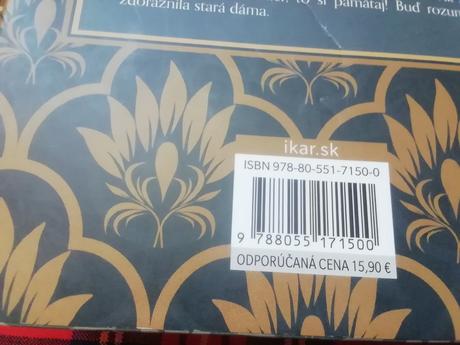 to si pamätaj! Buď rozum
zdôraznila stará dáma.
ikar.sk
ISBN 978-80-551-7150-0
9 788055 171500
ODPORÚČANÁ CENA 15,90 €